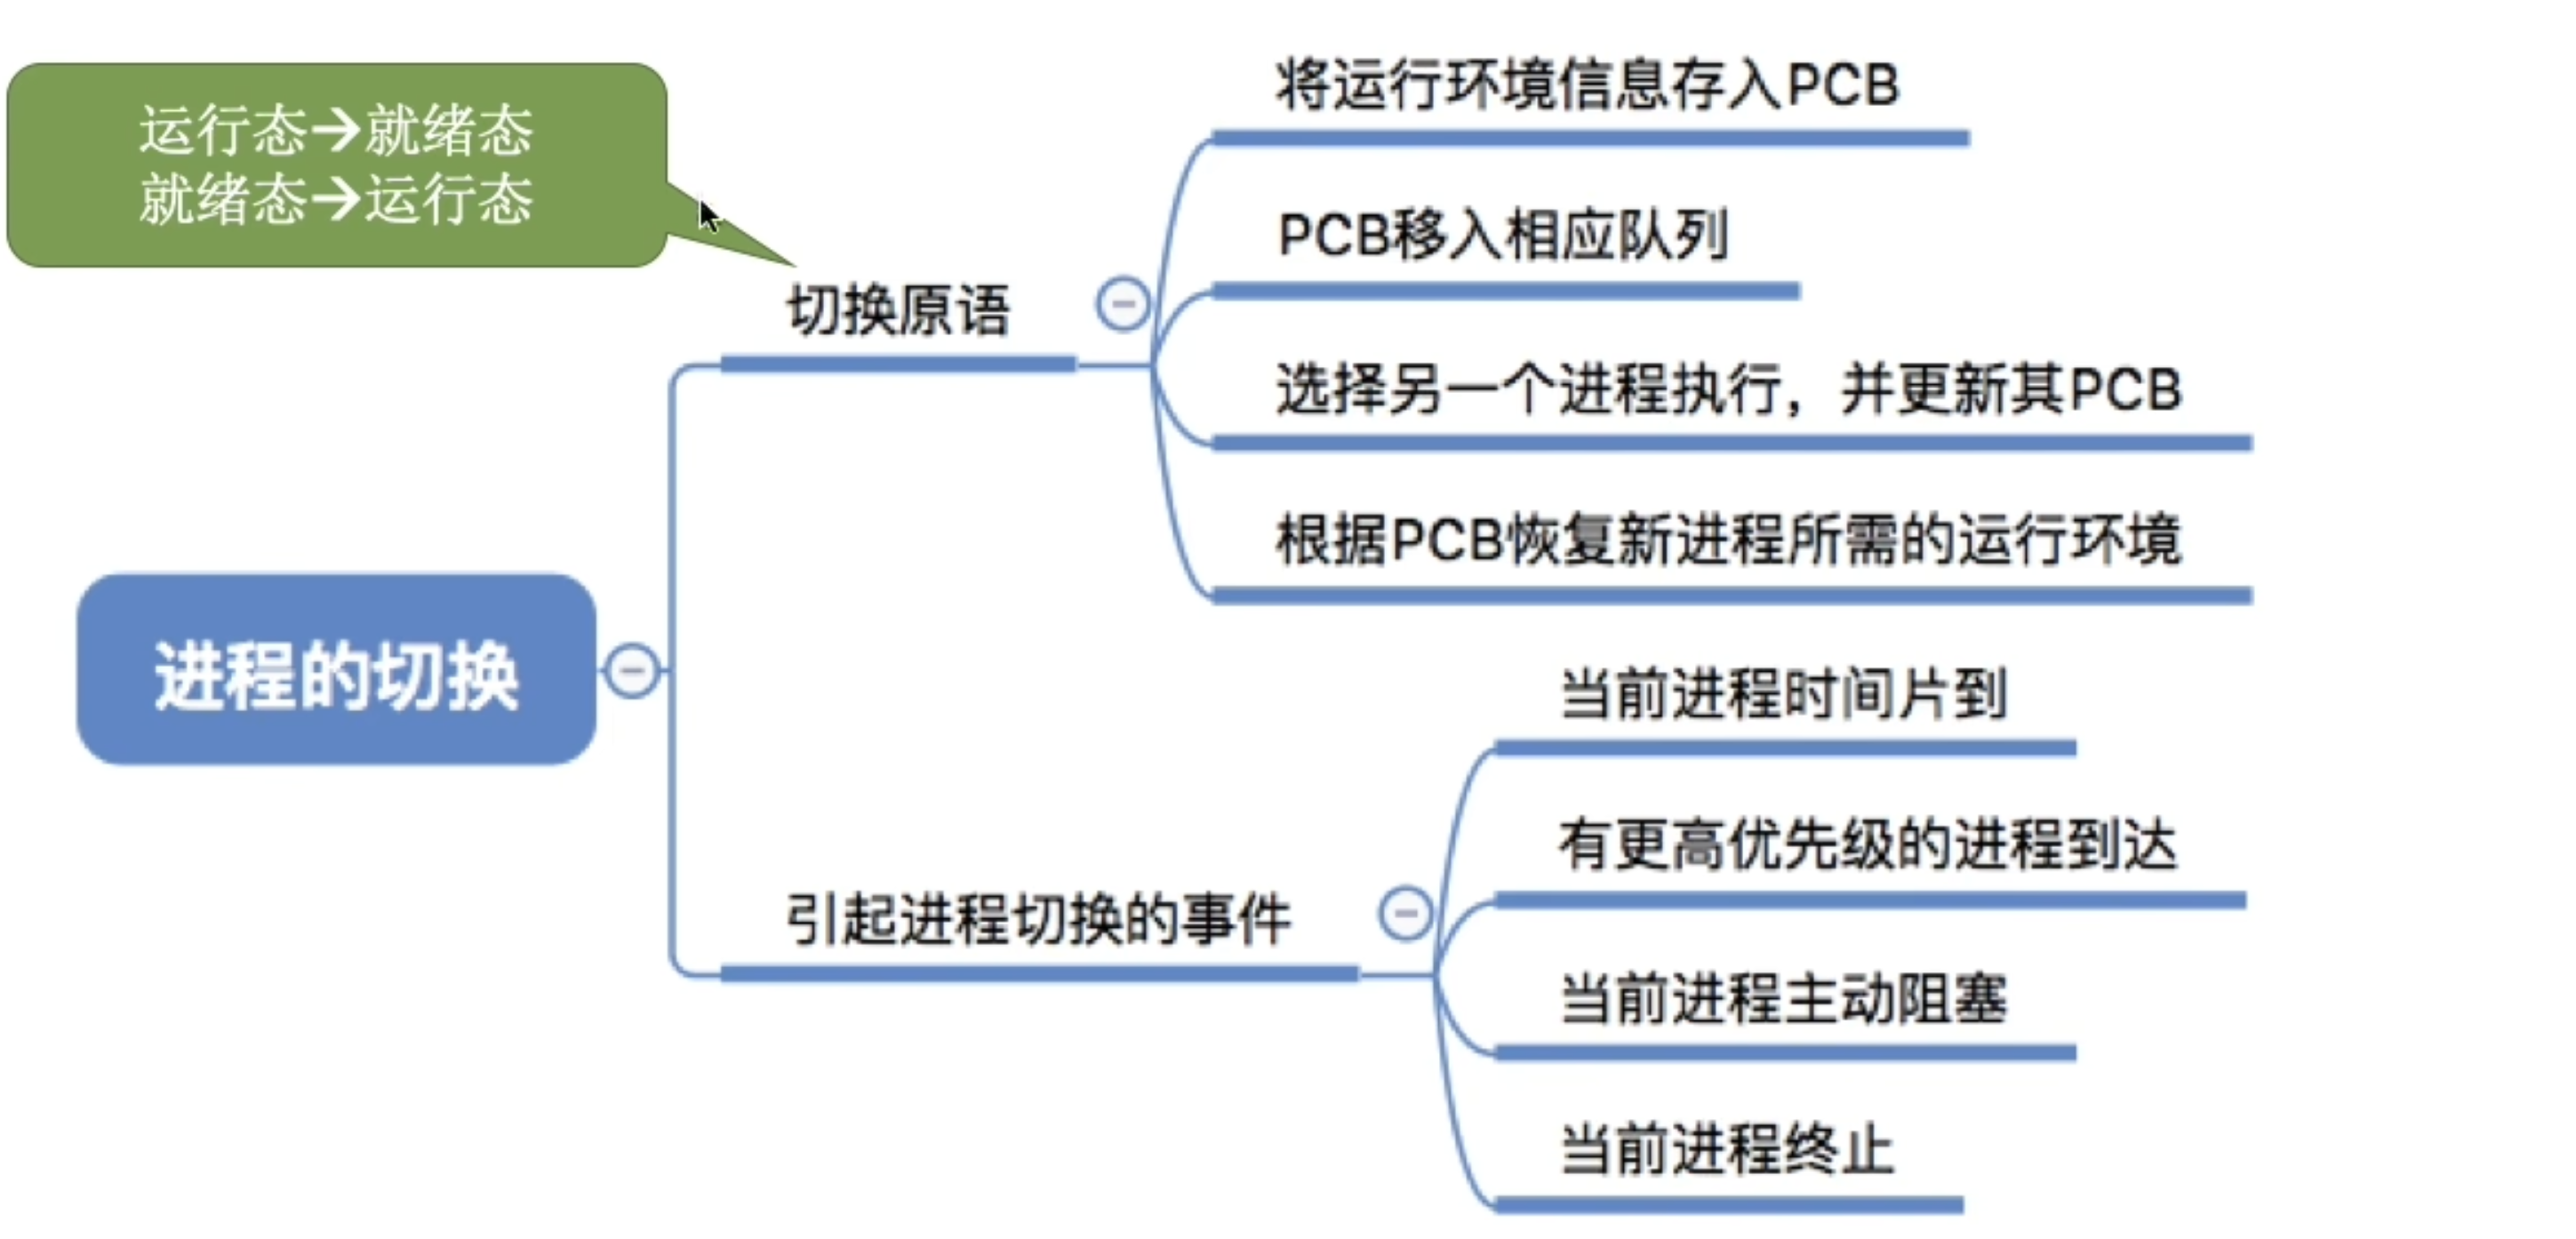 运行态→就绪态
就绪态→运行态
进程的切换
切换原语
将运行环境信息存入PCB
PCB移入相应队列
选择另一个进程执行，并更新其PCB
根据PCB恢复新进程所需的运行环境
引起进程切换的事件
当前进程时间片到
有更高优先级的进程到达
当前进程主动阻塞
当前进程终止